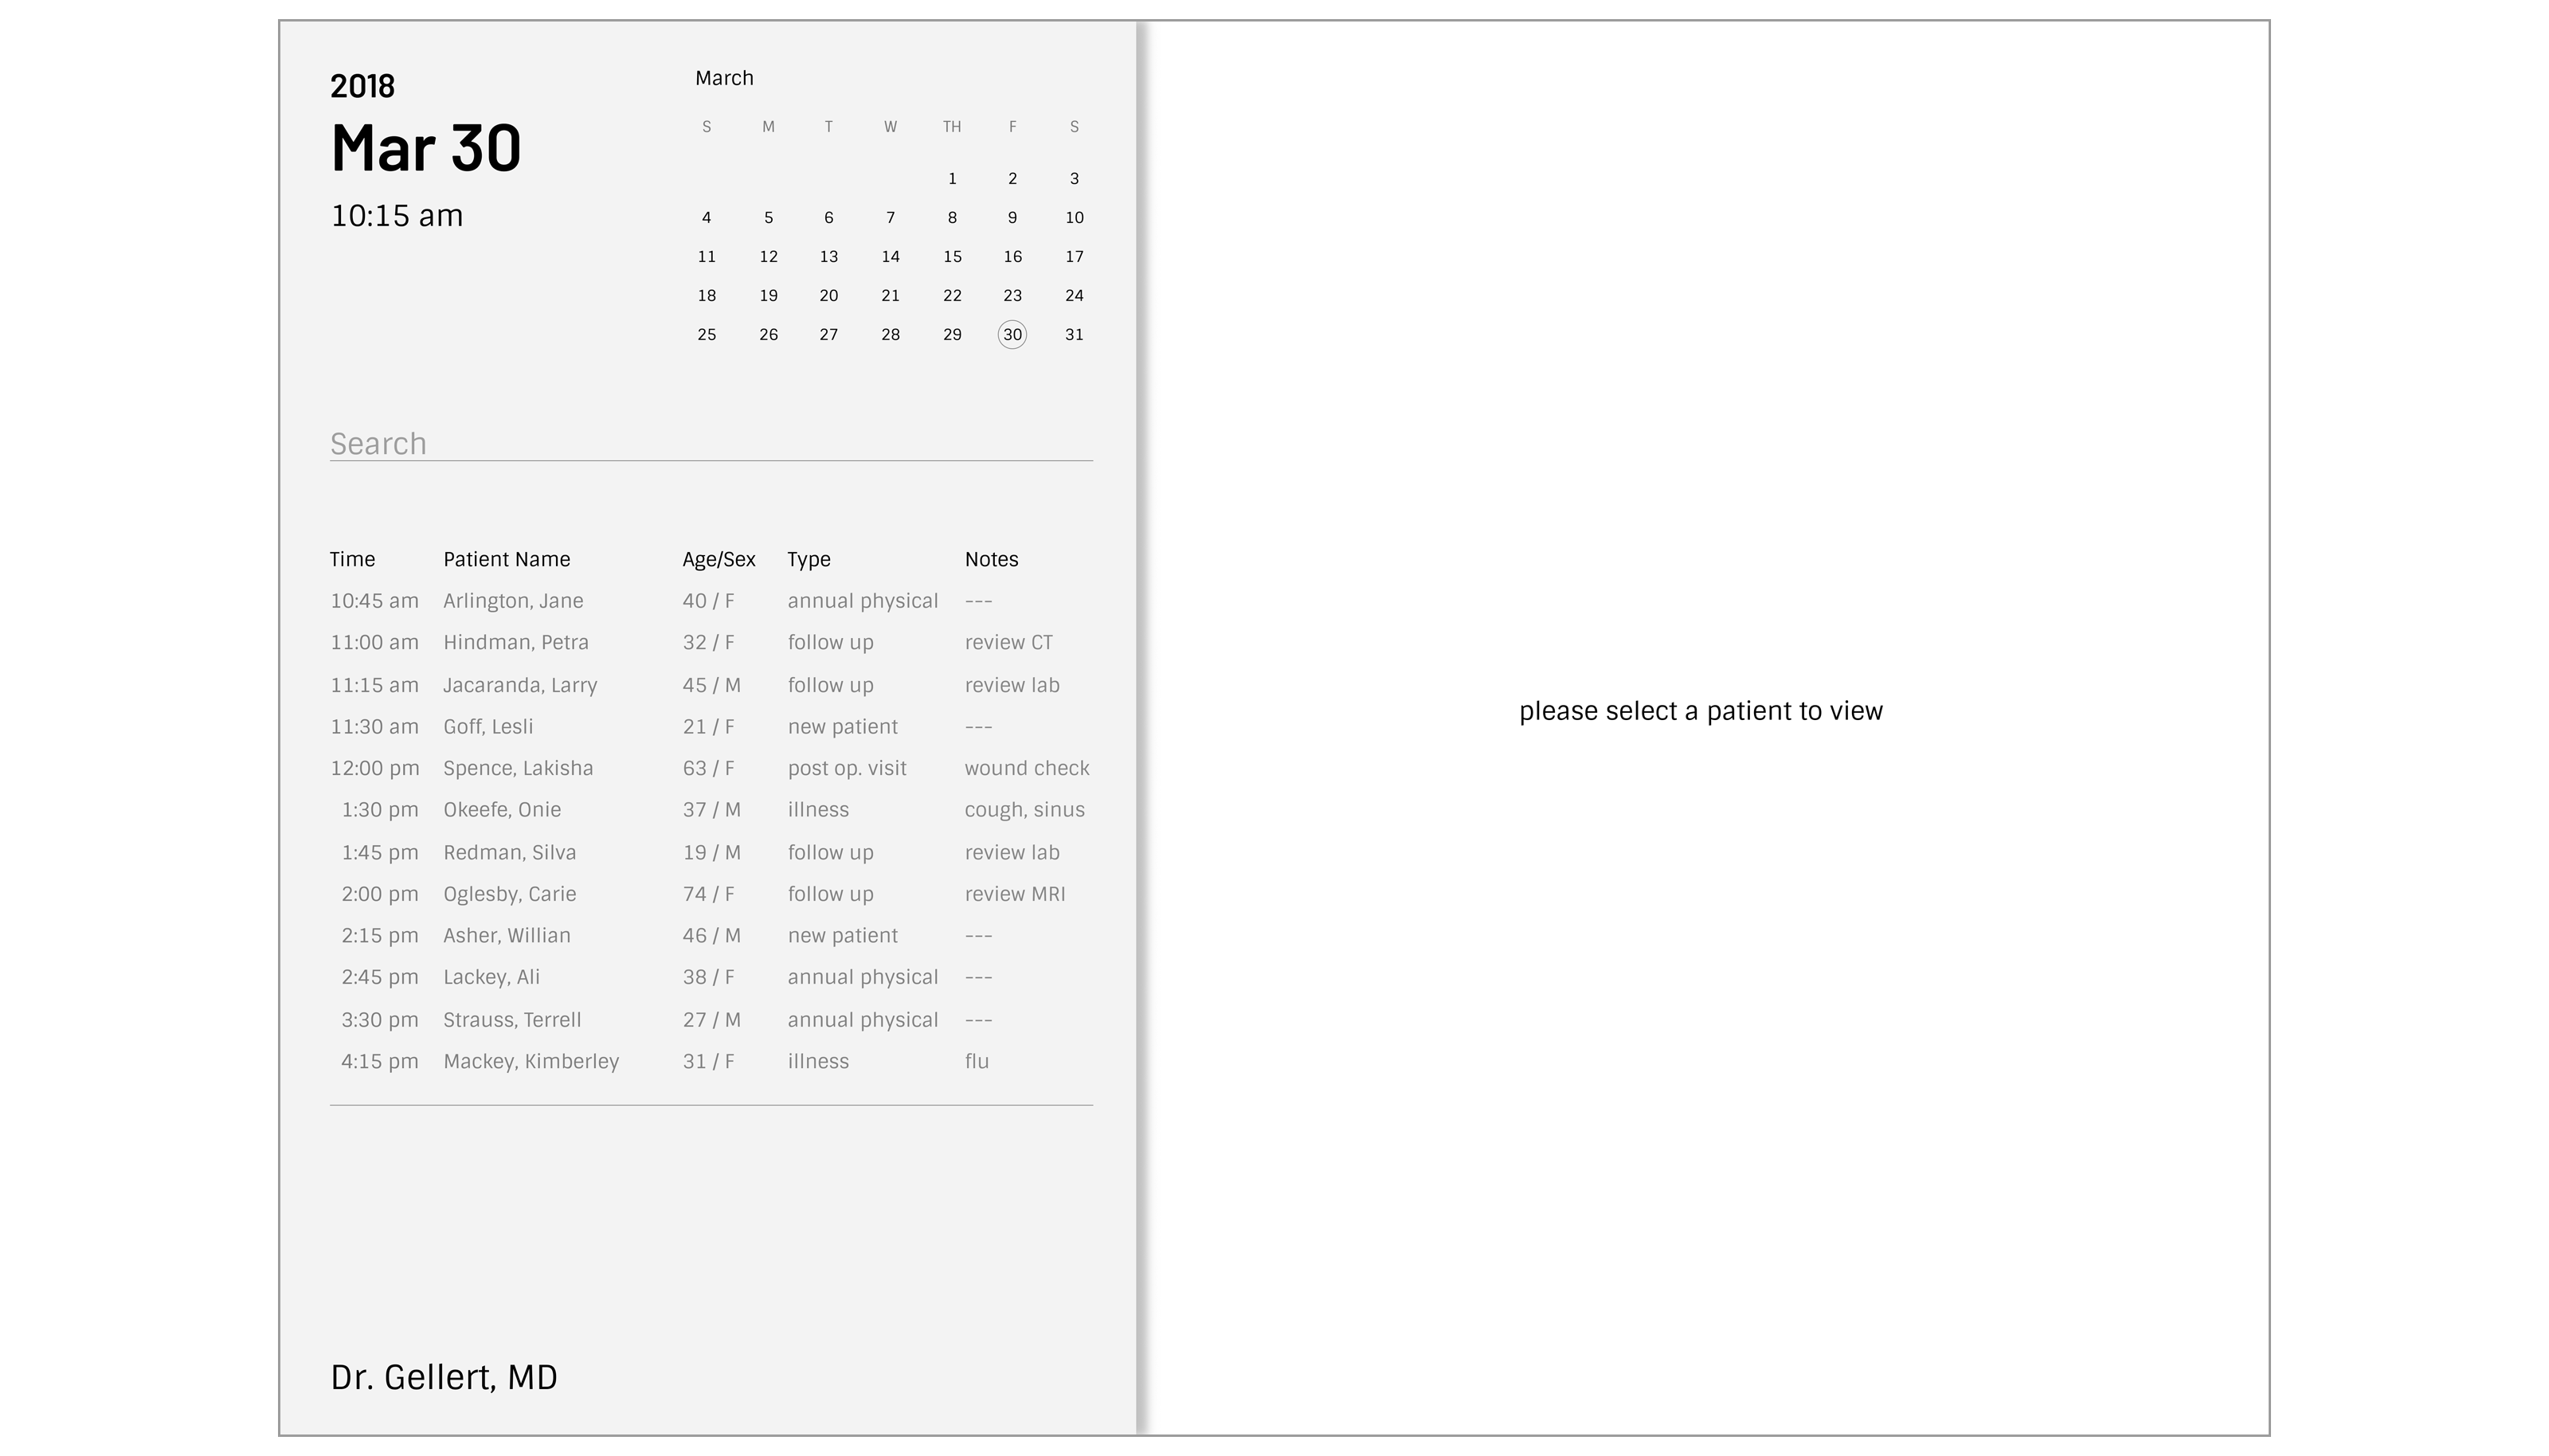 2018
Mar 30
10:15 am
March
S M T W TH F S
1 2 3
4 5 6 7 8 9 10
11 12 13 14 15 16 17
18 19 20 21 22 23 24
25 26 27 28 29 30 31
Search
Time Patient Name Age/Sex Type Notes
10:45 am Arlington, Jane 40 / F annual physical ---
11:00 am Hindman, Petra 32 / F follow up review CT
11:15 am Jacaranda, Larry 45 / M follow up review lab
11:30 am Goff, Lesli 21 / F new patient ---
12:00 pm Spence, Lakisha 63 / F post op. visit wound check
1:30 pm Okeefe, Onie 37 / M illness cough, sinus
1:45 pm Redman, Silva 19 / M follow up review lab
2:00 pm Oglesby, Carie 74 / F follow up review MRI
2:15 pm Asher, Willian 46 / M new patient ---
2:45 pm Lackey, Ali 38 / F annual physical ---
3:30 pm Strauss, Terrell 27 / M annual physical ---
4:15 pm Mackey, Kimberley 31 / F illness flu
Dr. Gellert, MD
please select a patient to view